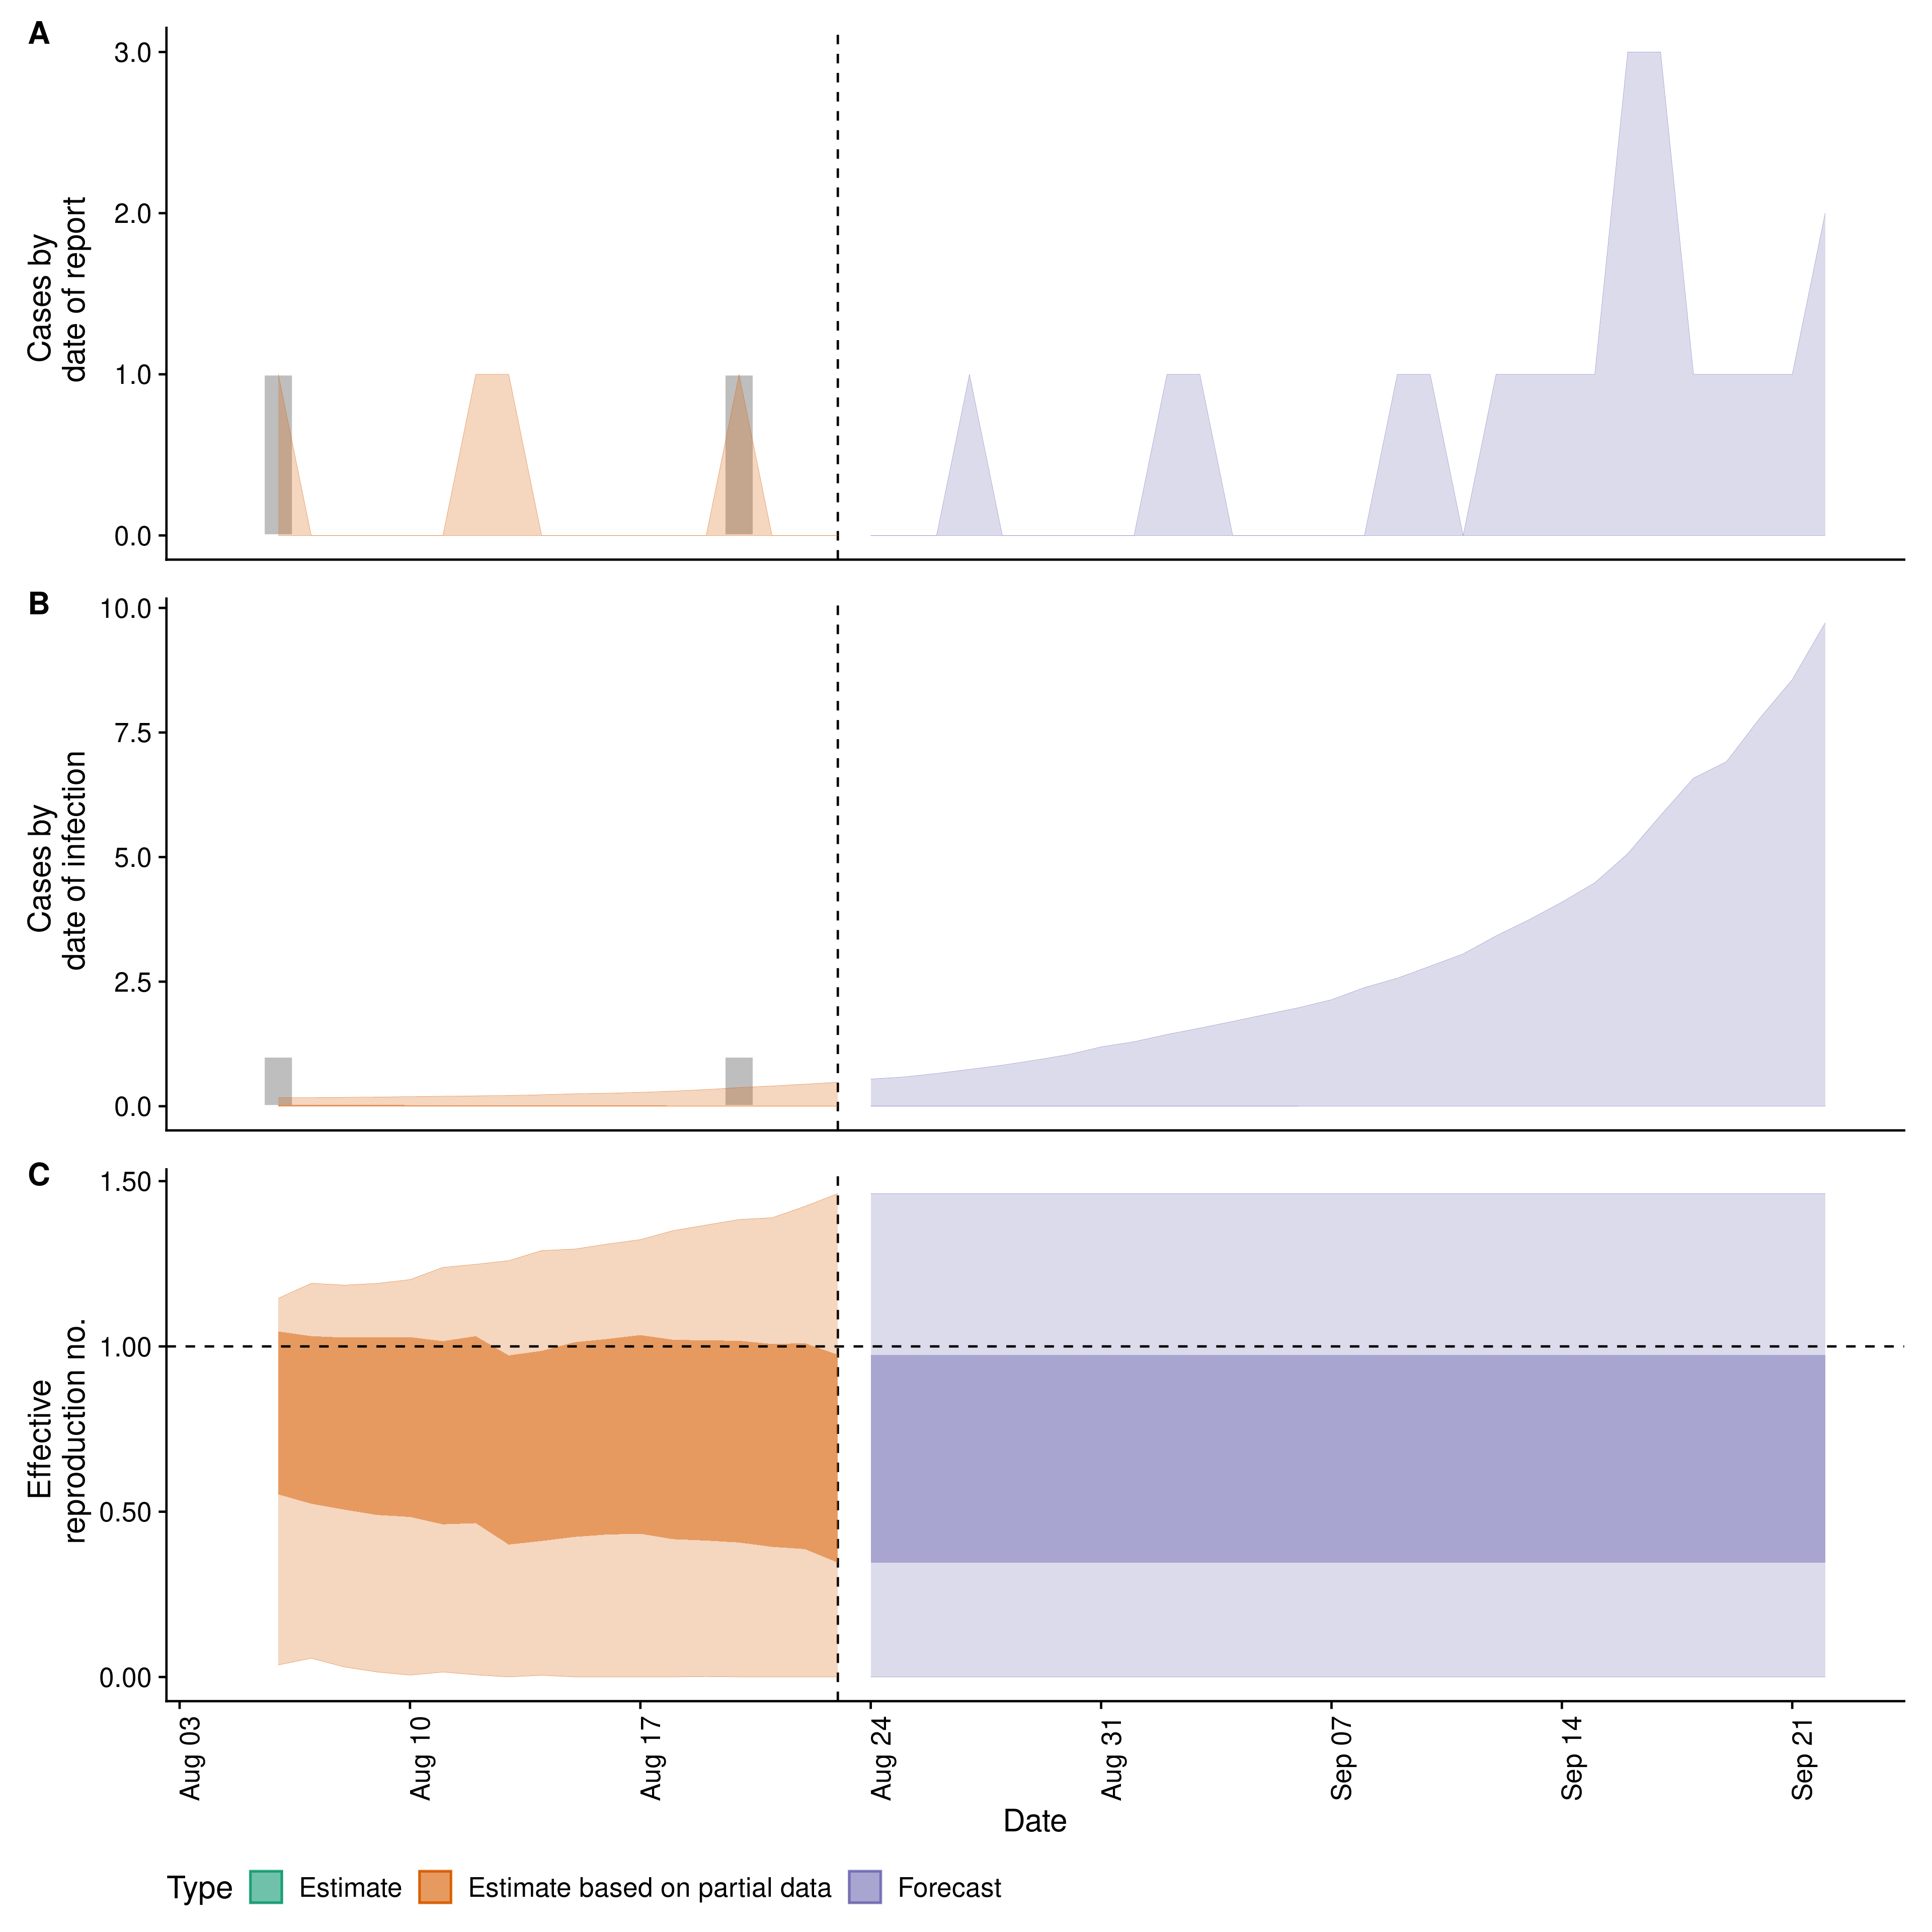 A
3.0
2.0
1.0
0.0
Cases by
date of report
B
10.0
7.5
5.0
2.5
0.0
Cases by
date of infection
C
1.50
1.00
0.50
0.00
Effective
reproduction no.
Aug 03
Aug 10
Aug 17
Aug 24
Aug 31
Sep 07
Sep 14
Sep 21
Date
Type Estimate Estimate based on partial data Forecast